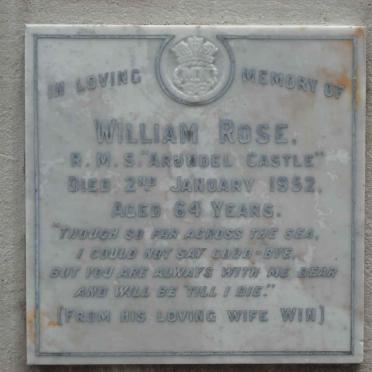 IN LOVING MEMORY OF
WILLIAM ROSE.
R.M.S. "ARUNDEL CASTLE"
DIED 2ND JANUARY 1952.
AGED 64 YEARS.
"THOUGH SO FAR ACROSS THE SEA,
I COULD NOT SAY GOOD-BYE,
BUT YOU ARE ALWAYS WITH ME DEAR
AND WILL BE 'TILL I DIE."
(FROM HIS LOVING WIFE WIN)